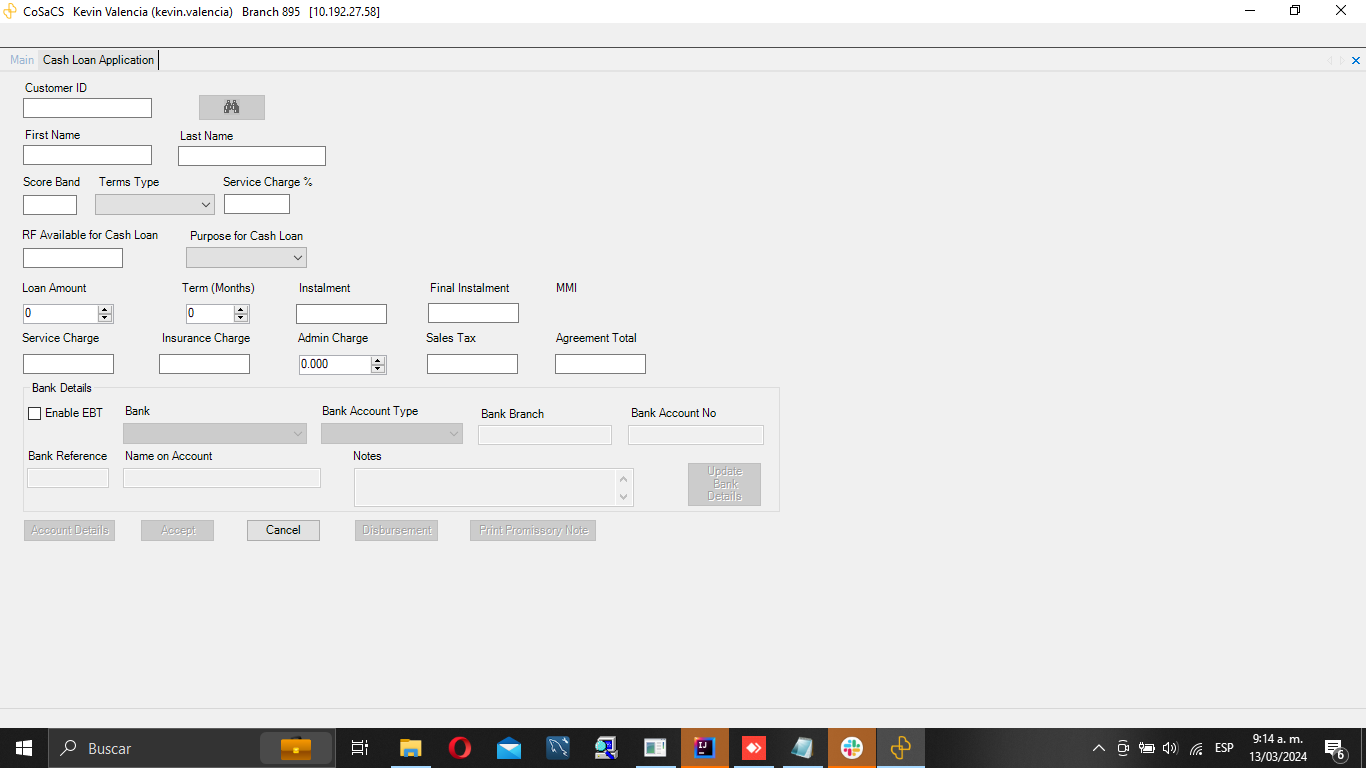 CoSaCS Kevin Valencia (kevin.valencia) Branch 895 [10.192.27.58]
Main Cash Loan Application
Customer ID
First Name Last Name
Score Band Terms Type Service Charge %
RF Available for Cash Loan Purpose for Cash Loan
Loan Amount Term (Months) Instalment Final Instalment MMI
0 0
Service Charge Insurance Charge Admin Charge Sales Tax Agreement Total
0.000
Bank Details
Enable EBT Bank Bank Account Type Bank Branch Bank Account No
Bank Reference Name on Account Notes
Update
Bank
Details
Account Details Accept Cancel Disbursement Print Promissory Note
Buscar
IJ
ESP
9:14 a. m.
13/03/2024
6